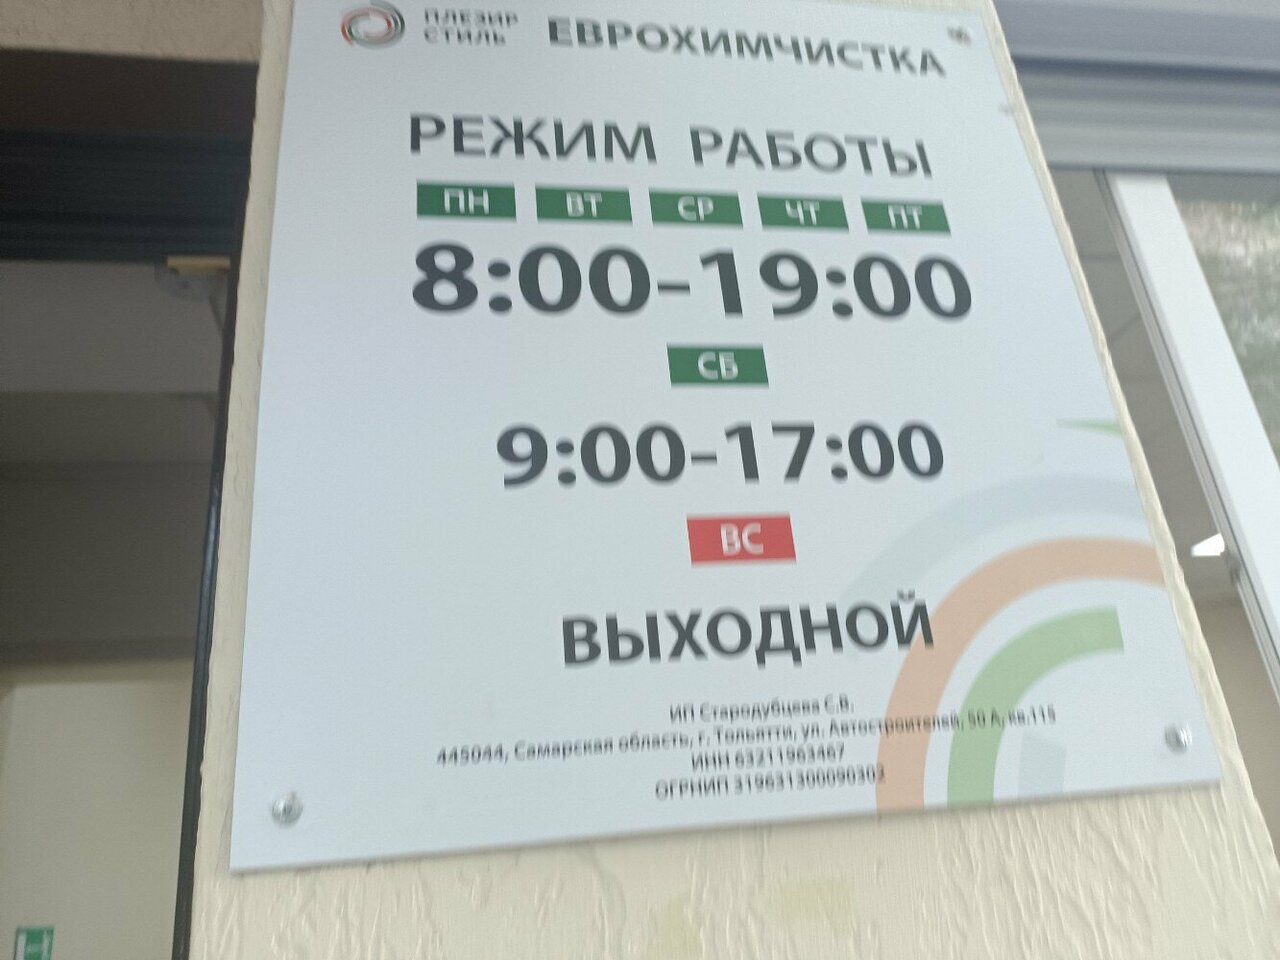 ПЛЕЗИР
СТИЛЬ
ЕВРОХИМЧИСТКА
РЕЖИМ РАБОТЫ
ПН ВТ СР ЧТ ПТ
8:00-19:00
СБ
9:00-17:00
ВС
ВЫХОДНОЙ
ИП Стародубцева С.В.
445044, Самарская область, г. Тольятти, ул. Автостроителей, 50 А, кв.115
ИНН 63211963467
ОГРНИП 319631300090302